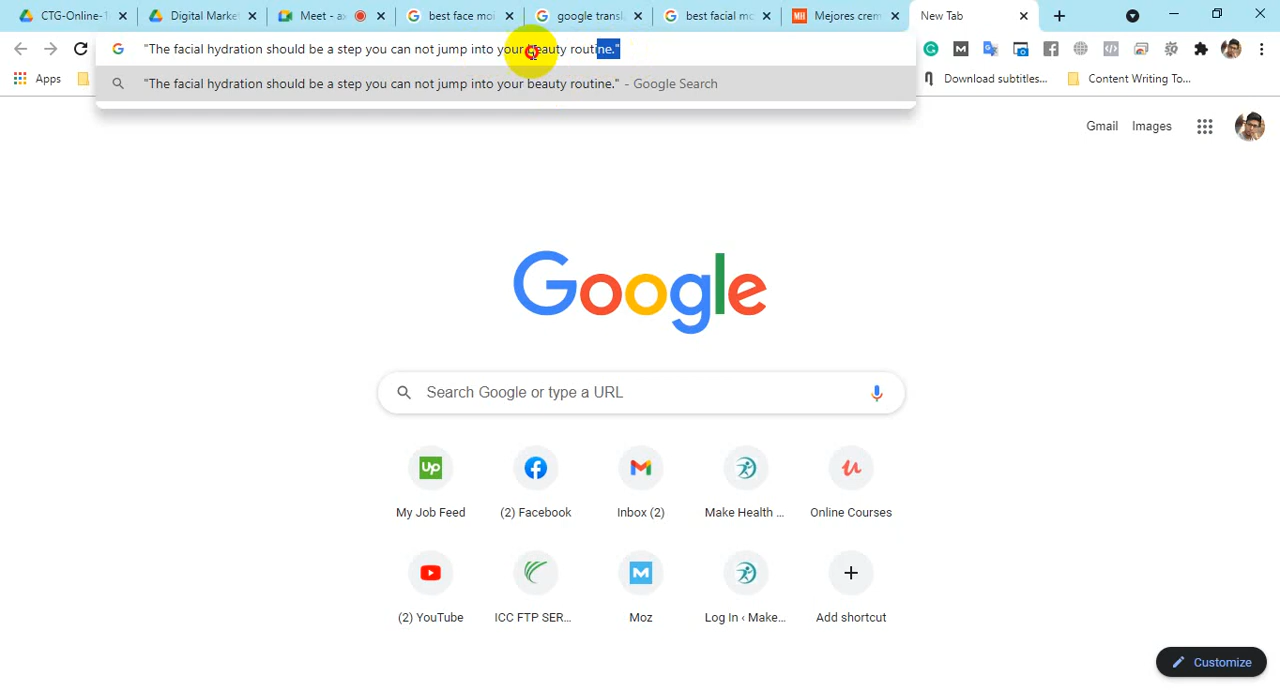 CTG-Online-
Digital Marke
Meet - a
best face moi
google transl
best facial mc
Mejores crem
New Tab
"The facial hydration should be a step you can not jump into your beauty routine."
"The facial hydration should be a step you can not jump into your beauty routine." - Google Search
Apps
Download subtitles...
Content Writing To...
Gmail
Images
Google
Search Google or type a URL
My Job Feed
(2) Facebook
Inbox (2)
Make Health ...
Online Courses
(2) YouTube
ICC FTP SER...
Moz
Log In ‹ Make...
Add shortcut
Customize